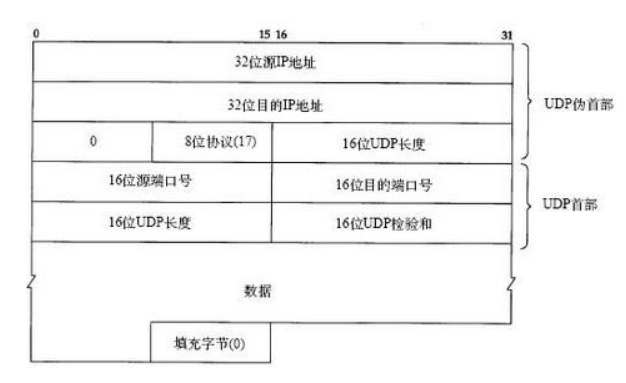 0 15 16 31
32位源IP地址
32位目的IP地址
UDP伪首部
0 8位协议(17) 16位UDP长度
16位源端口号 16位目的端口号
UDP首部
16位UDP长度 16位UDP检验和
数据
填充字节(0)